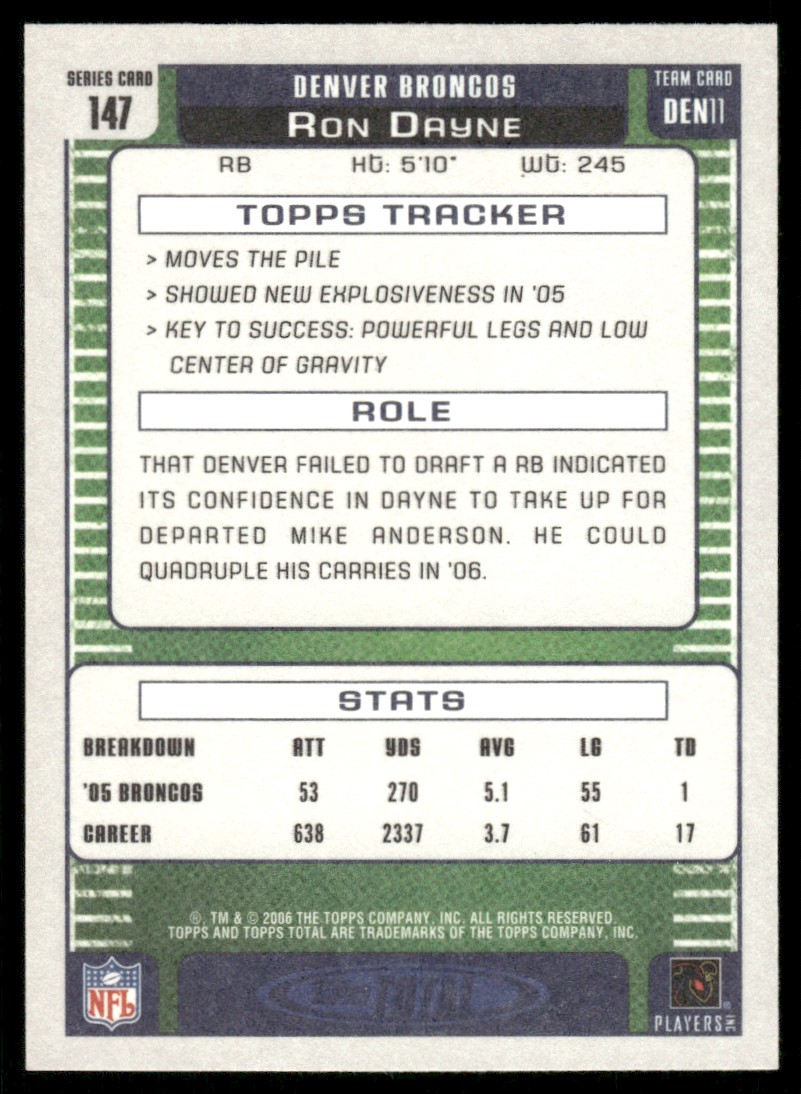 SERIES CARD
147
DENVER BRONCOS
RON DAYNE
TEAM CARD
DEN11
RB Ht: 5'10" Wt: 245
TOPPS TRACKER
> MOVES THE PILE
> SHOWED NEW EXPLOSIVENESS IN '05
> KEY TO SUCCESS: POWERFUL LEGS AND LOW
CENTER OF GRAVITY
ROLE
THAT DENVER FAILED TO DRAFT A RB INDICATED
ITS CONFIDENCE IN DAYNE TO TAKE UP FOR
DEPARTED MIKE ANDERSON. HE COULD
QUADRUPLE HIS CARRIES IN '06.
STATS
BREAKDOWN ATT YDS AVG LG TD
'05 BRONCOS 53 270 5.1 55 1
CAREER 638 2337 3.7 61 17
®, TM & © 2006 THE TOPPS COMPANY, INC. ALL RIGHTS RESERVED.
TOPPS AND TOPPS TOTAL ARE TRADEMARKS OF THE TOPPS COMPANY, INC.
NFL
TOTAL
PLAYERS INC
®